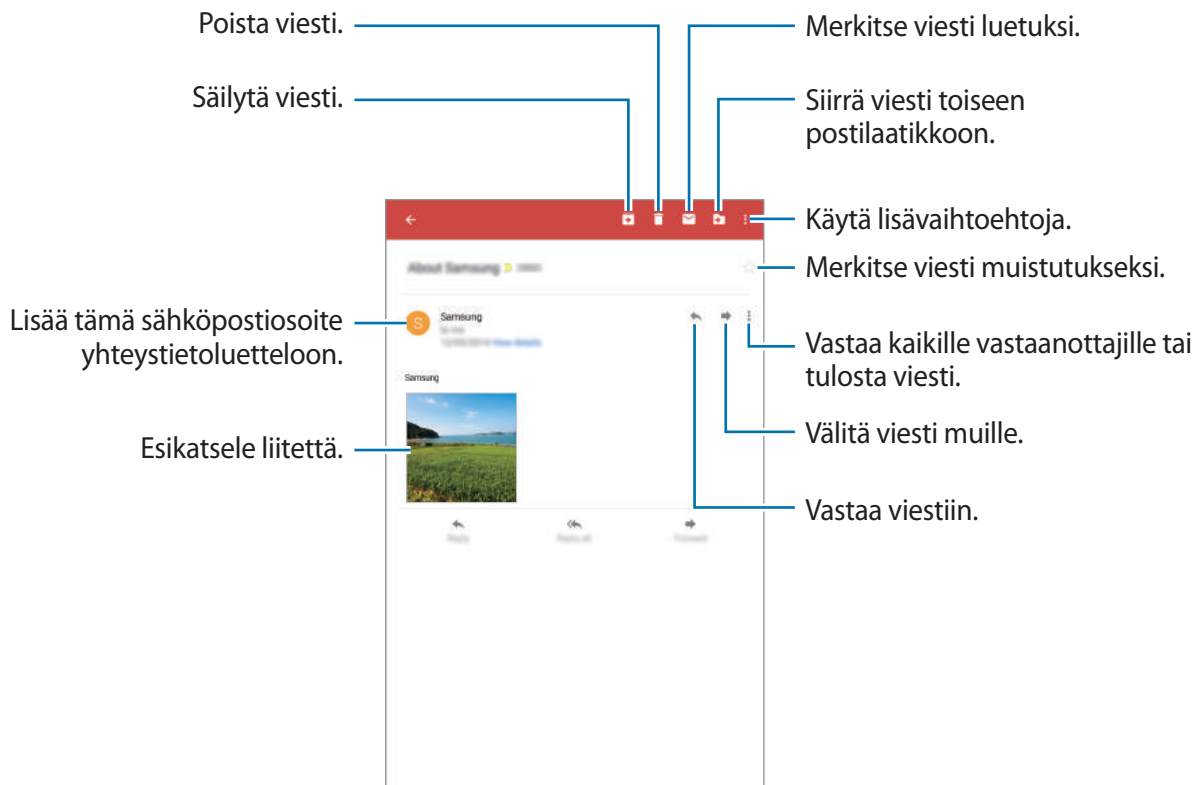 Poista viesti.
Merkitse viesti luetuksi.
Säilytä viesti.
Siirrä viesti toiseen
postilaatikkoon.
Käytä lisävaihtoehtoja.
About Samsung
Merkitse viesti muistutukseksi.
Lisää tämä sähköpostiosoite
yhteystietoluetteloon.
S
Samsung
View details
Vastaa kaikille vastaanottajille tai
tulosta viesti.
Samsung
Esikatsele liitettä.
Välitä viesti muille.
Vastaa viestiin.
Reply
Reply all
Forward